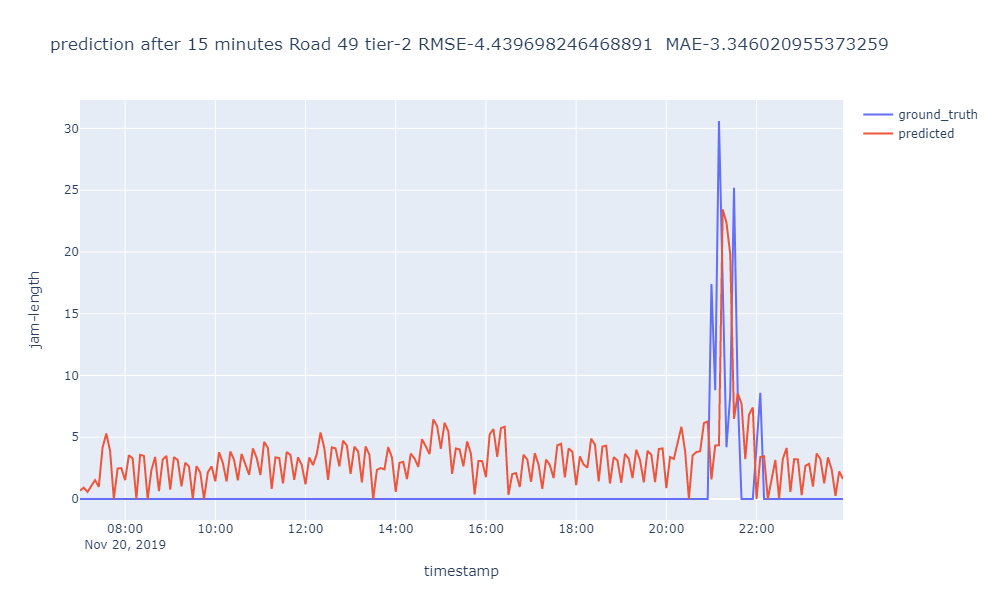 prediction after 15 minutes Road 49 tier-2 RMSE-4.439698246468891  MAE-3.346020955373259
ground_truth
predicted
30
25
20
15
10
5
0
jam-length
08:00 10:00 12:00 14:00 16:00 18:00 20:00 22:00
Nov 20, 2019
timestamp